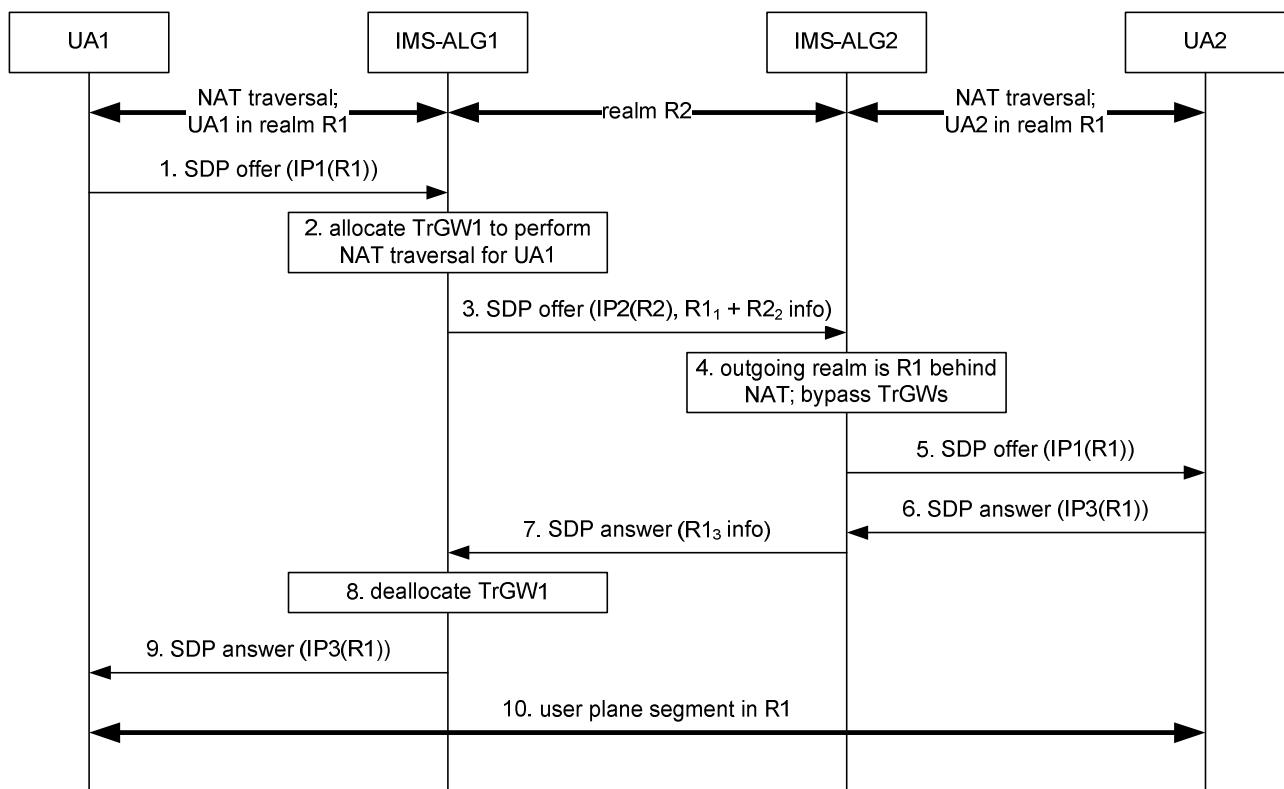 UA1
IMS-ALG1
IMS-ALG2
UA2
NAT traversal;
UA1 in realm R1
realm R2
NAT traversal;
UA2 in realm R1
1. SDP offer (IP1(R1))
2. allocate TrGW1 to perform
NAT traversal for UA1
3. SDP offer (IP2(R2), R1₁ + R2₂ info)
4. outgoing realm is R1 behind
NAT; bypass TrGWs
5. SDP offer (IP1(R1))
6. SDP answer (IP3(R1))
7. SDP answer (R1₃ info)
8. deallocate TrGW1
9. SDP answer (IP3(R1))
10. user plane segment in R1